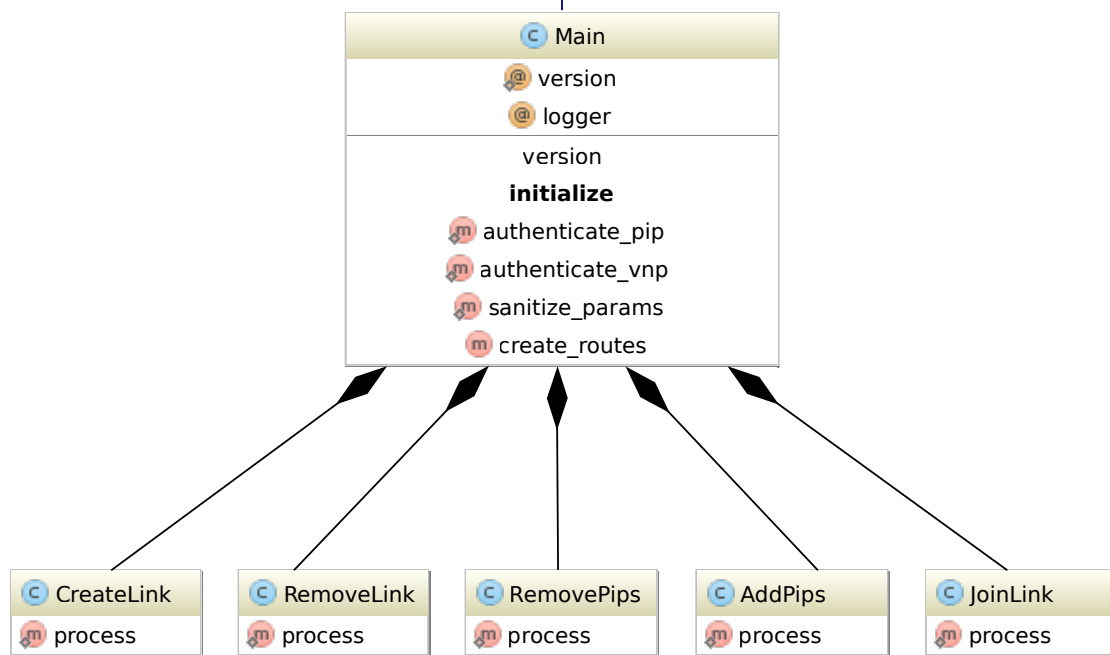 C Main
@ version
@ logger
version
initialize
m authenticate_pip
m authenticate_vnp
m sanitize_params
m create_routes
C CreateLink
m process
C RemoveLink
m process
C RemovePips
m process
C AddPips
m process
C JoinLink
m process